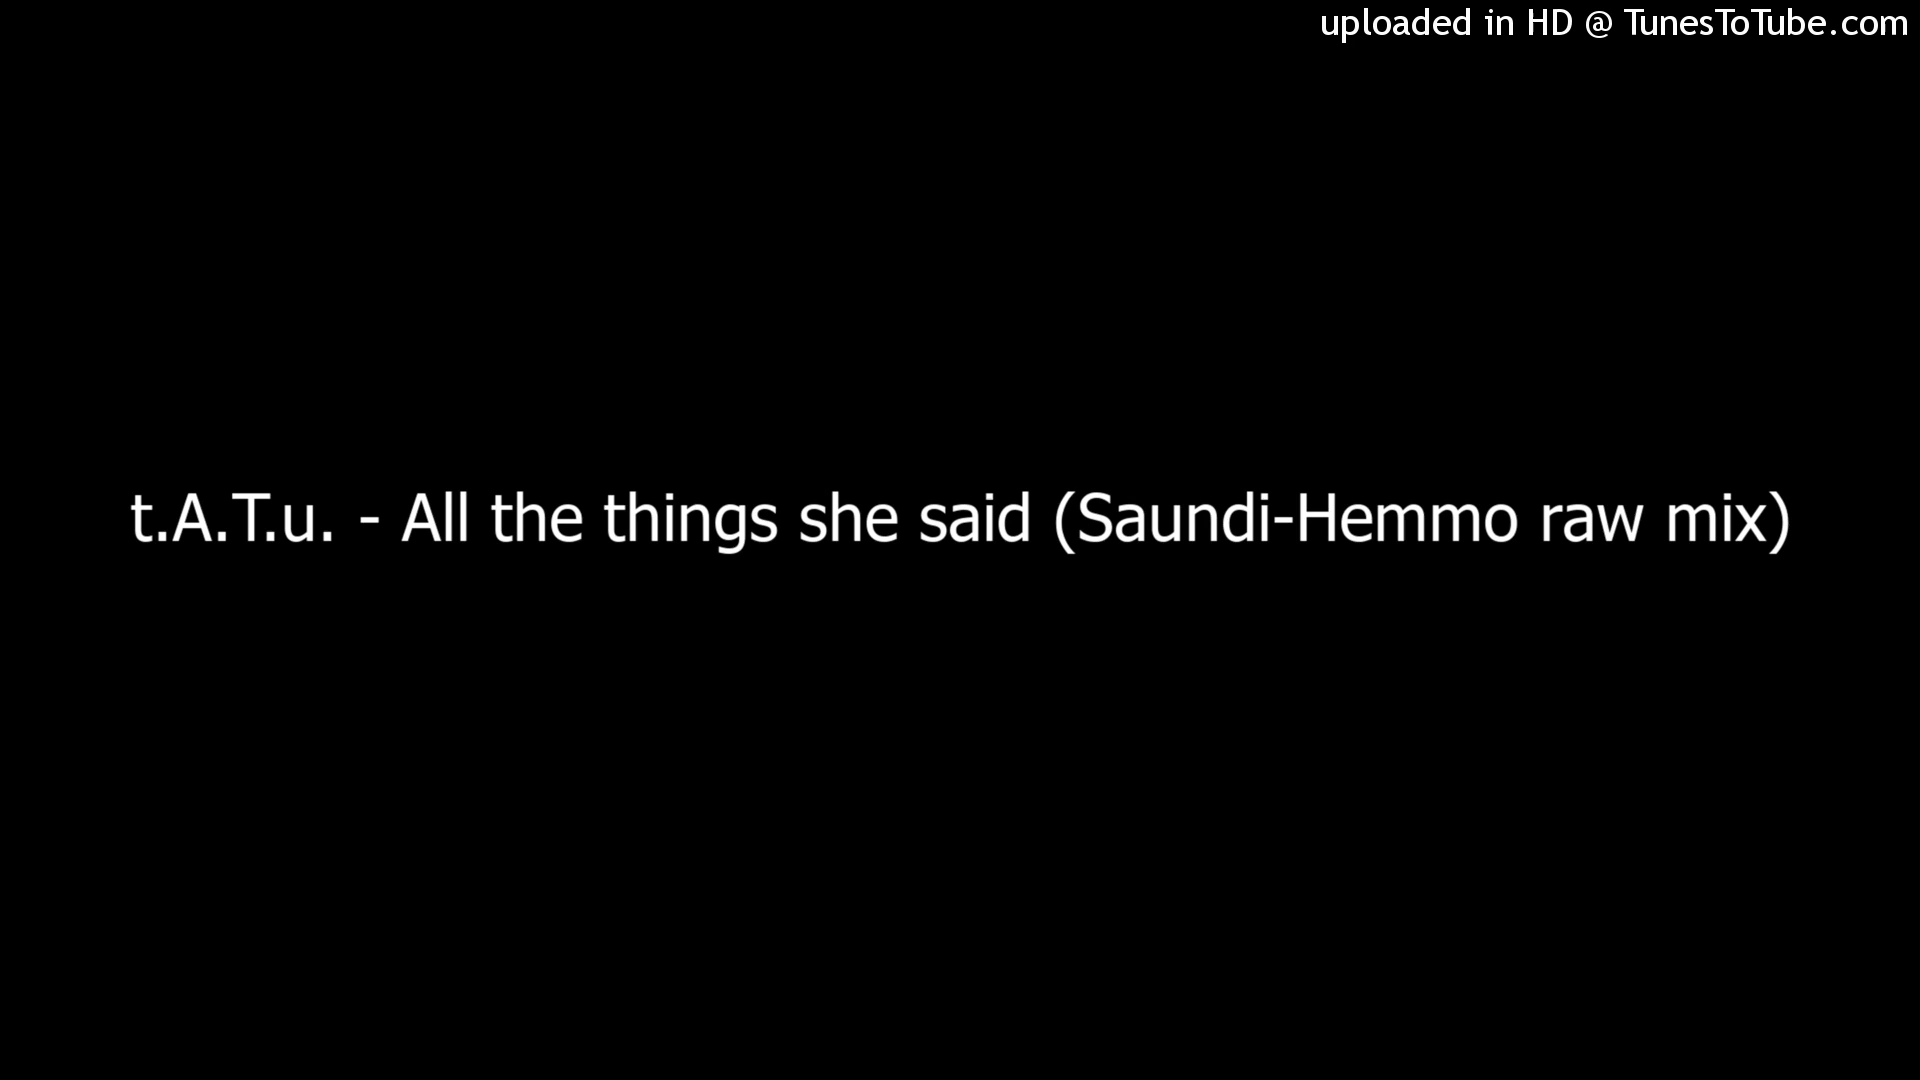 uploaded in HD @ TunesToTube.com
t.A.T.u. - All the things she said (Saundi-Hemmo raw mix)